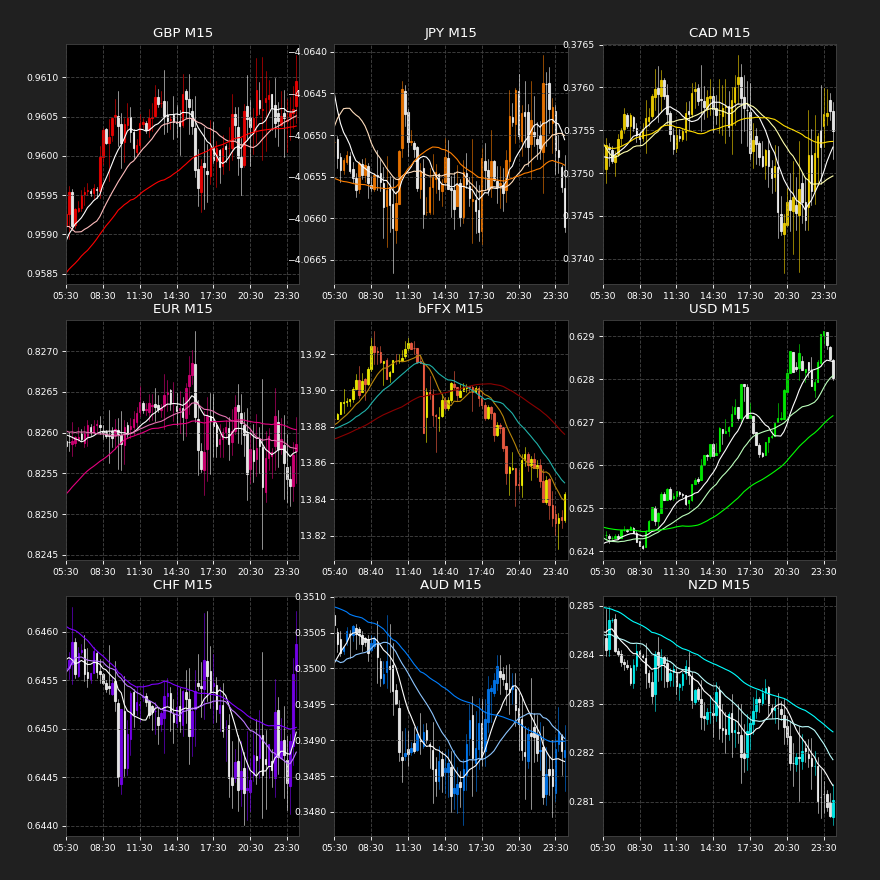 GBP M15
0.9610
0.9605
0.9600
0.9595
0.9590
0.9585
05:30 08:30 11:30 14:30 17:30 20:30 23:30
JPY M15
−4.0640
−4.0645
−4.0650
−4.0655
−4.0660
−4.0665
05:30 08:30 11:30 14:30 17:30 20:30 23:30
CAD M15
0.3765
0.3760
0.3755
0.3750
0.3745
0.3740
05:30 08:30 11:30 14:30 17:30 20:30 23:30
EUR M15
0.8270
0.8265
0.8260
0.8255
0.8250
0.8245
05:30 08:30 11:30 14:30 17:30 20:30 23:30
bFFX M15
13.92
13.90
13.88
13.86
13.84
13.82
05:40 08:40 11:40 14:40 17:40 20:40 23:40
USD M15
0.629
0.628
0.627
0.626
0.625
0.624
05:30 08:30 11:30 14:30 17:30 20:30 23:30
CHF M15
0.6460
0.6455
0.6450
0.6445
0.6440
05:30 08:30 11:30 14:30 17:30 20:30 23:30
AUD M15
0.3510
0.3505
0.3500
0.3495
0.3490
0.3485
0.3480
05:30 08:30 11:30 14:30 17:30 20:30 23:30
NZD M15
0.285
0.284
0.283
0.282
0.281
05:30 08:30 11:30 14:30 17:30 20:30 23:30